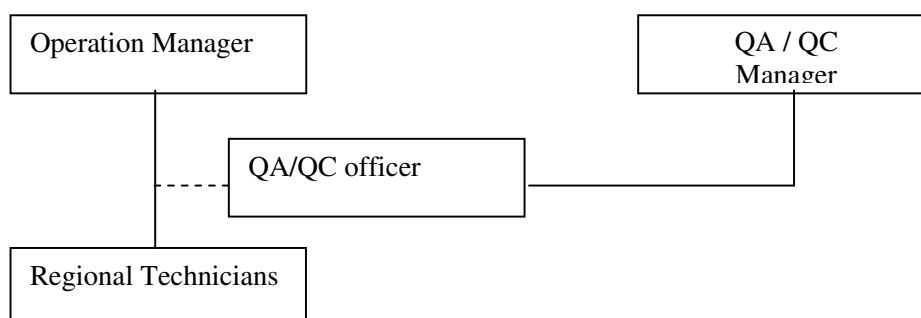 Operation Manager
QA / QC
Manager
QA/QC officer
Regional Technicians